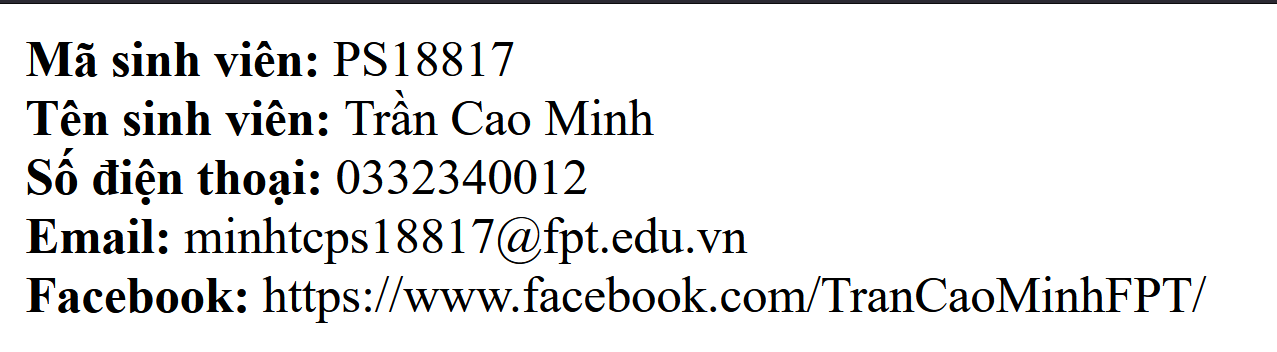 Mã sinh viên: PS18817
Tên sinh viên: Trần Cao Minh
Số điện thoại: 0332340012
Email: minhtcps18817@fpt.edu.vn
Facebook: https://www.facebook.com/TranCaoMinhFPT/